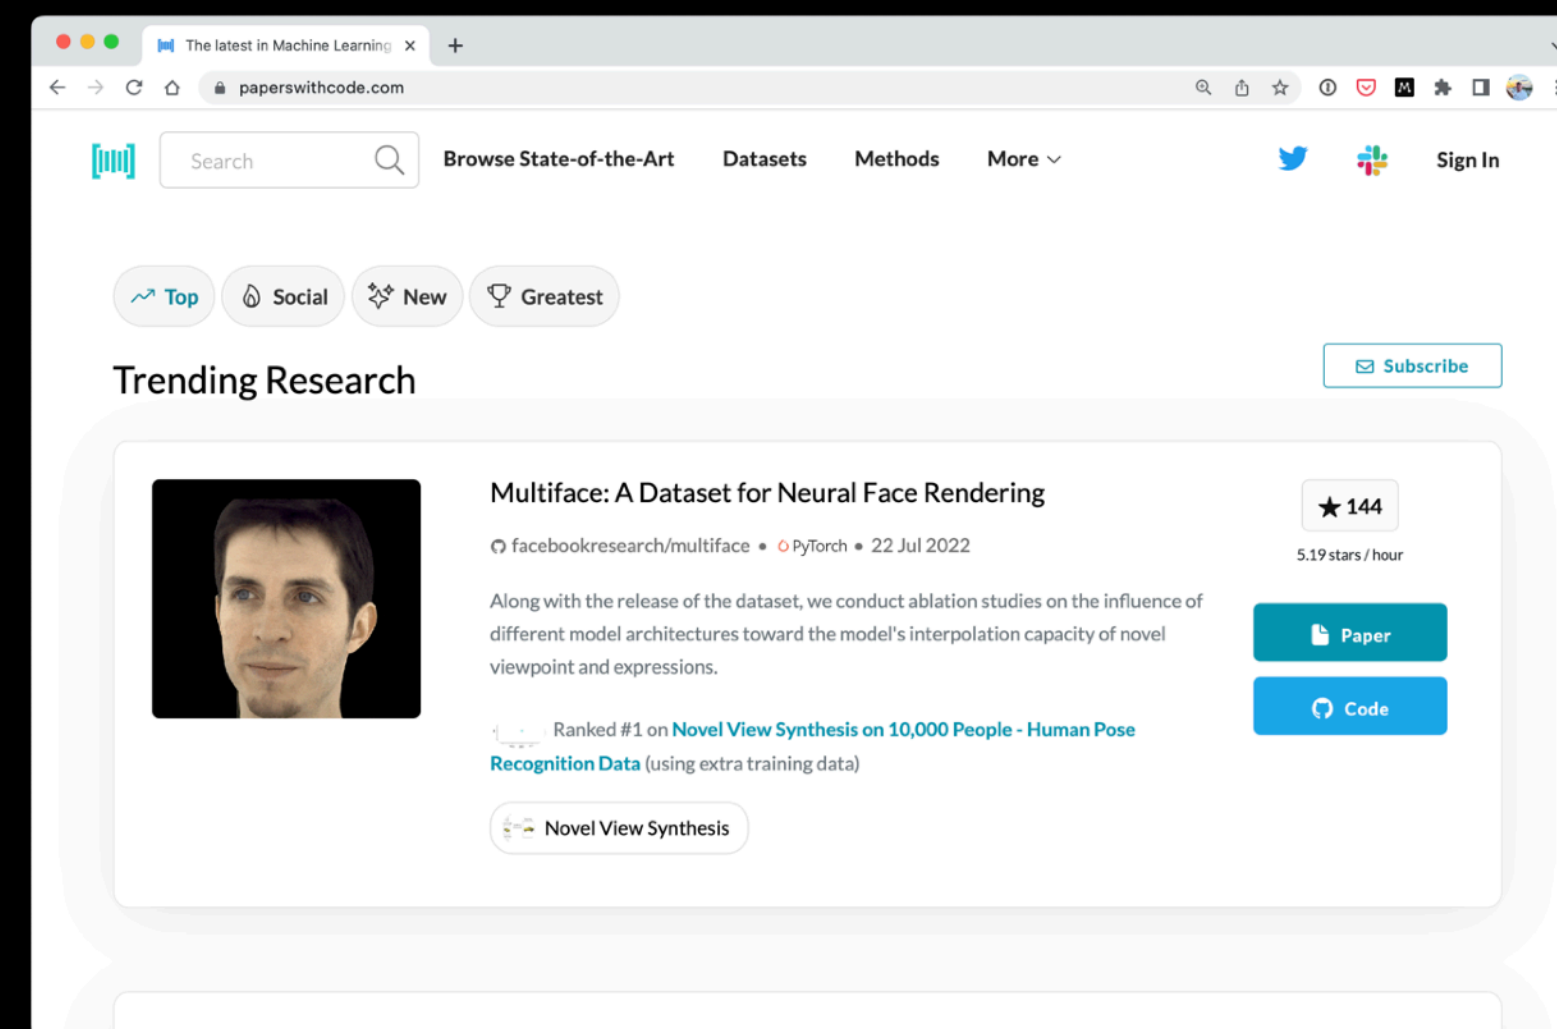 The latest in Machine Learning
paperswithcode.com
Search
Browse State-of-the-Art
Datasets
Methods
More
Sign In
Top
Social
New
Greatest
Trending Research
Subscribe
Multiface: A Dataset for Neural Face Rendering
144
facebookresearch/multiface • PyTorch • 22 Jul 2022
5.19 stars / hour
Along with the release of the dataset, we conduct ablation studies on the influence of
different model architectures toward the model's interpolation capacity of novel
viewpoint and expressions.
Paper
Code
Ranked #1 on Novel View Synthesis on 10,000 People - Human Pose
Recognition Data (using extra training data)
Novel View Synthesis